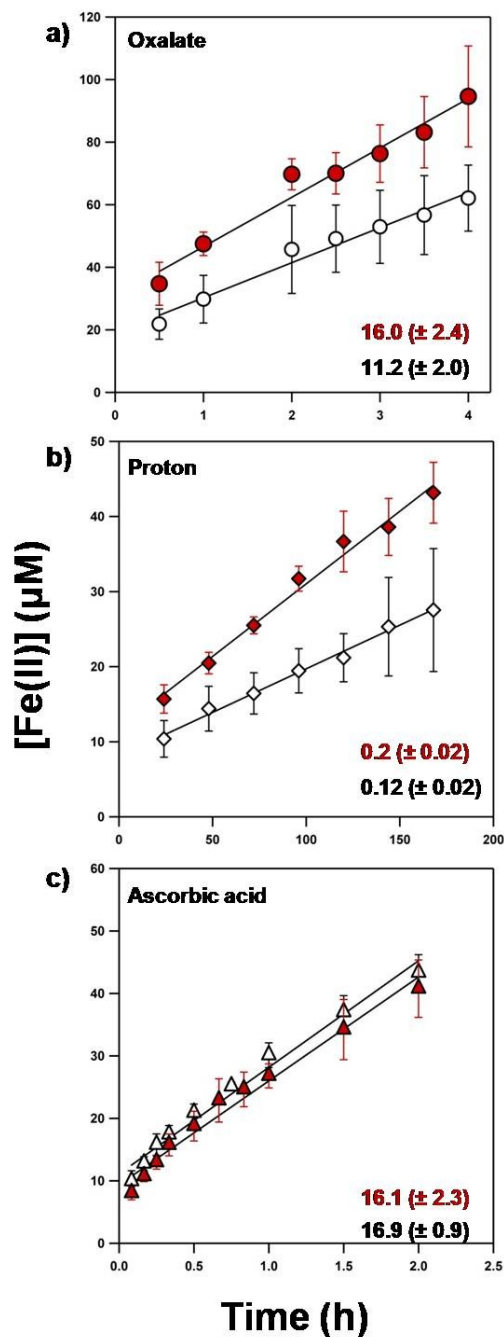 a)
Oxalate
120
100
80
60
40
20
0
16.0 (± 2.4)
11.2 (± 2.0)
0 1 2 3 4
b)
Proton
50
40
30
20
10
0
0.2 (± 0.02)
0.12 (± 0.02)
0 50 100 150 200
[Fe(II)] (µM)
c)
Ascorbic acid
60
50
40
30
20
10
0
16.1 (± 2.3)
16.9 (± 0.9)
0.0 0.5 1.0 1.5 2.0 2.5
Time (h)